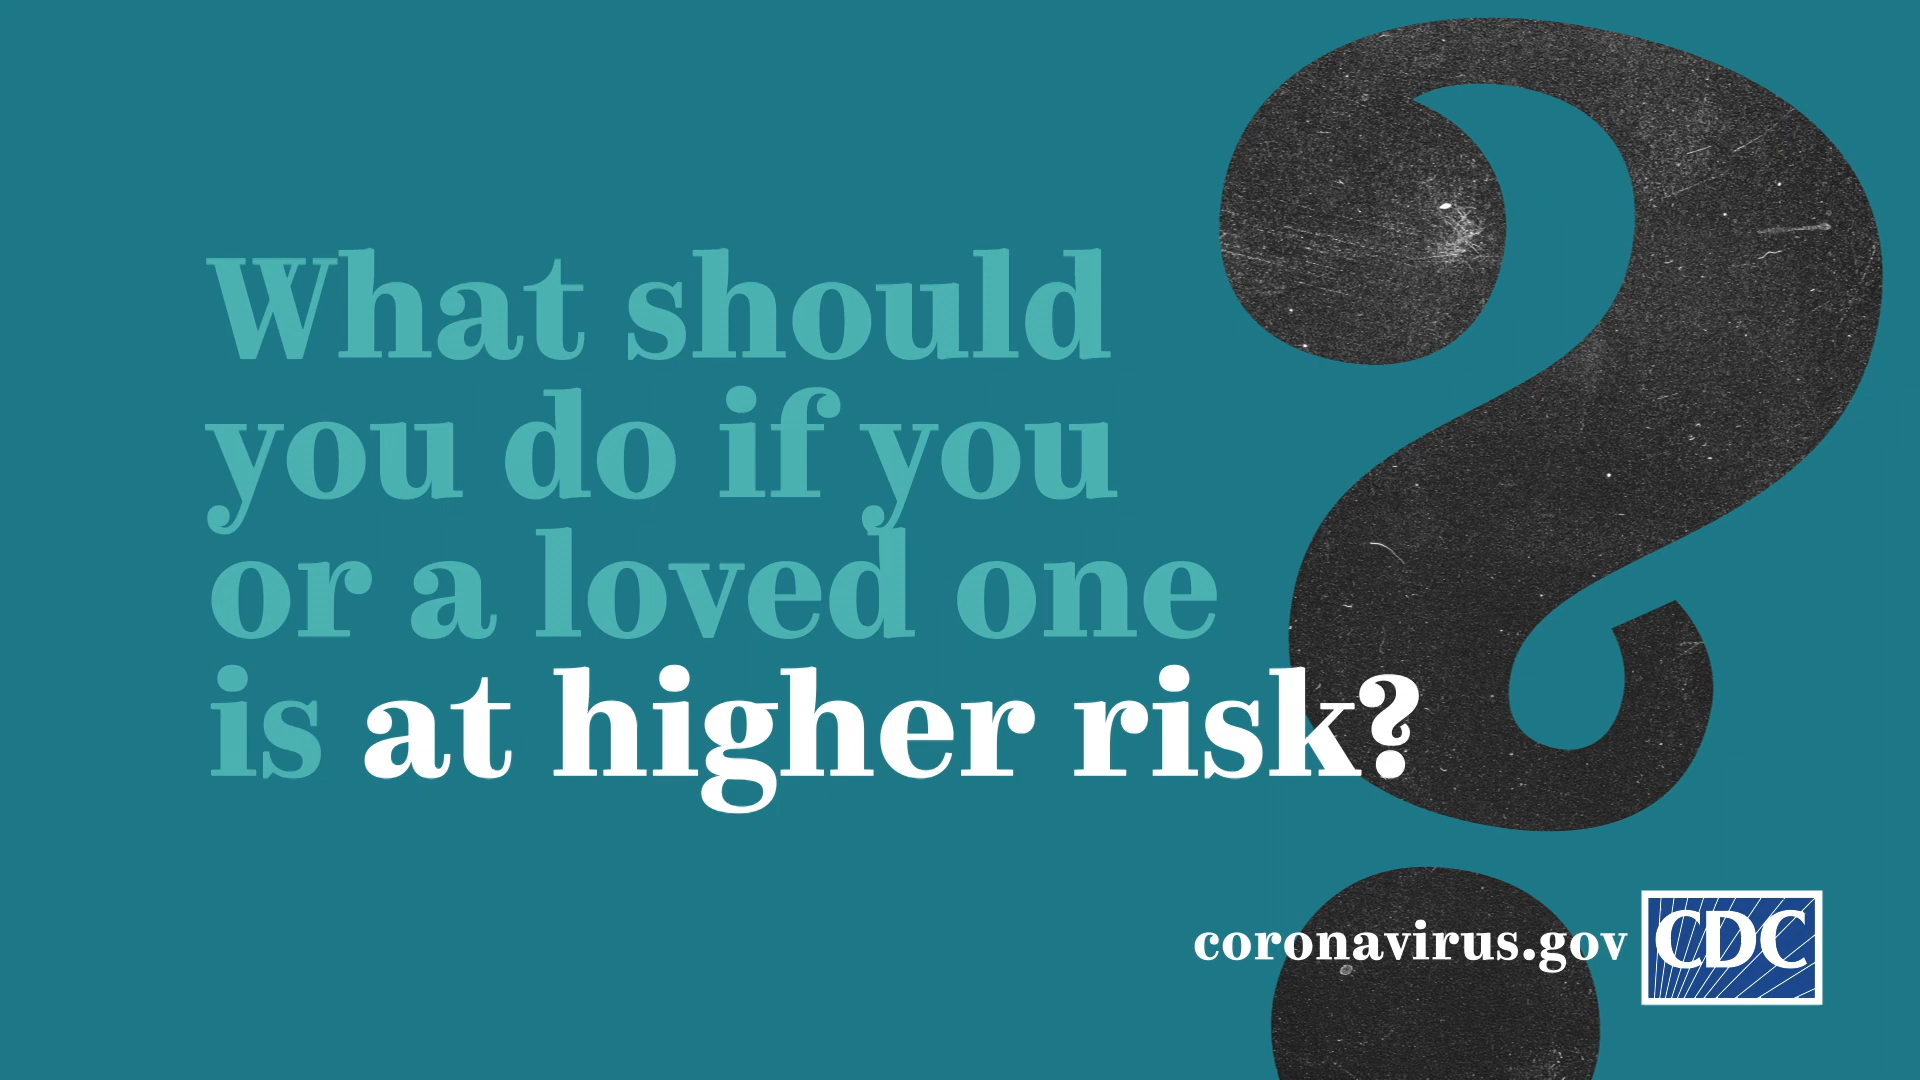 What should
you do if you
or a loved one
is at higher risk?
coronavirus.gov
CDC